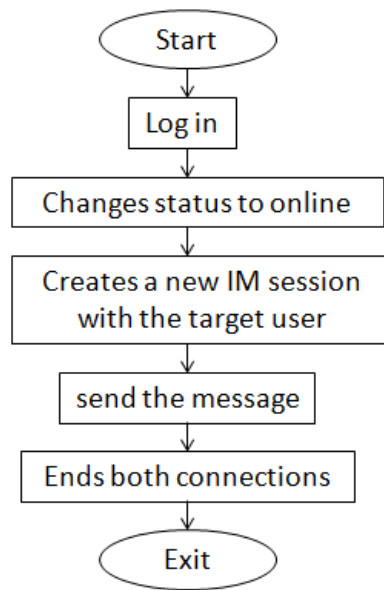 Start
Log in
Changes status to online
Creates a new IM session
with the target user
send the message
Ends both connections
Exit